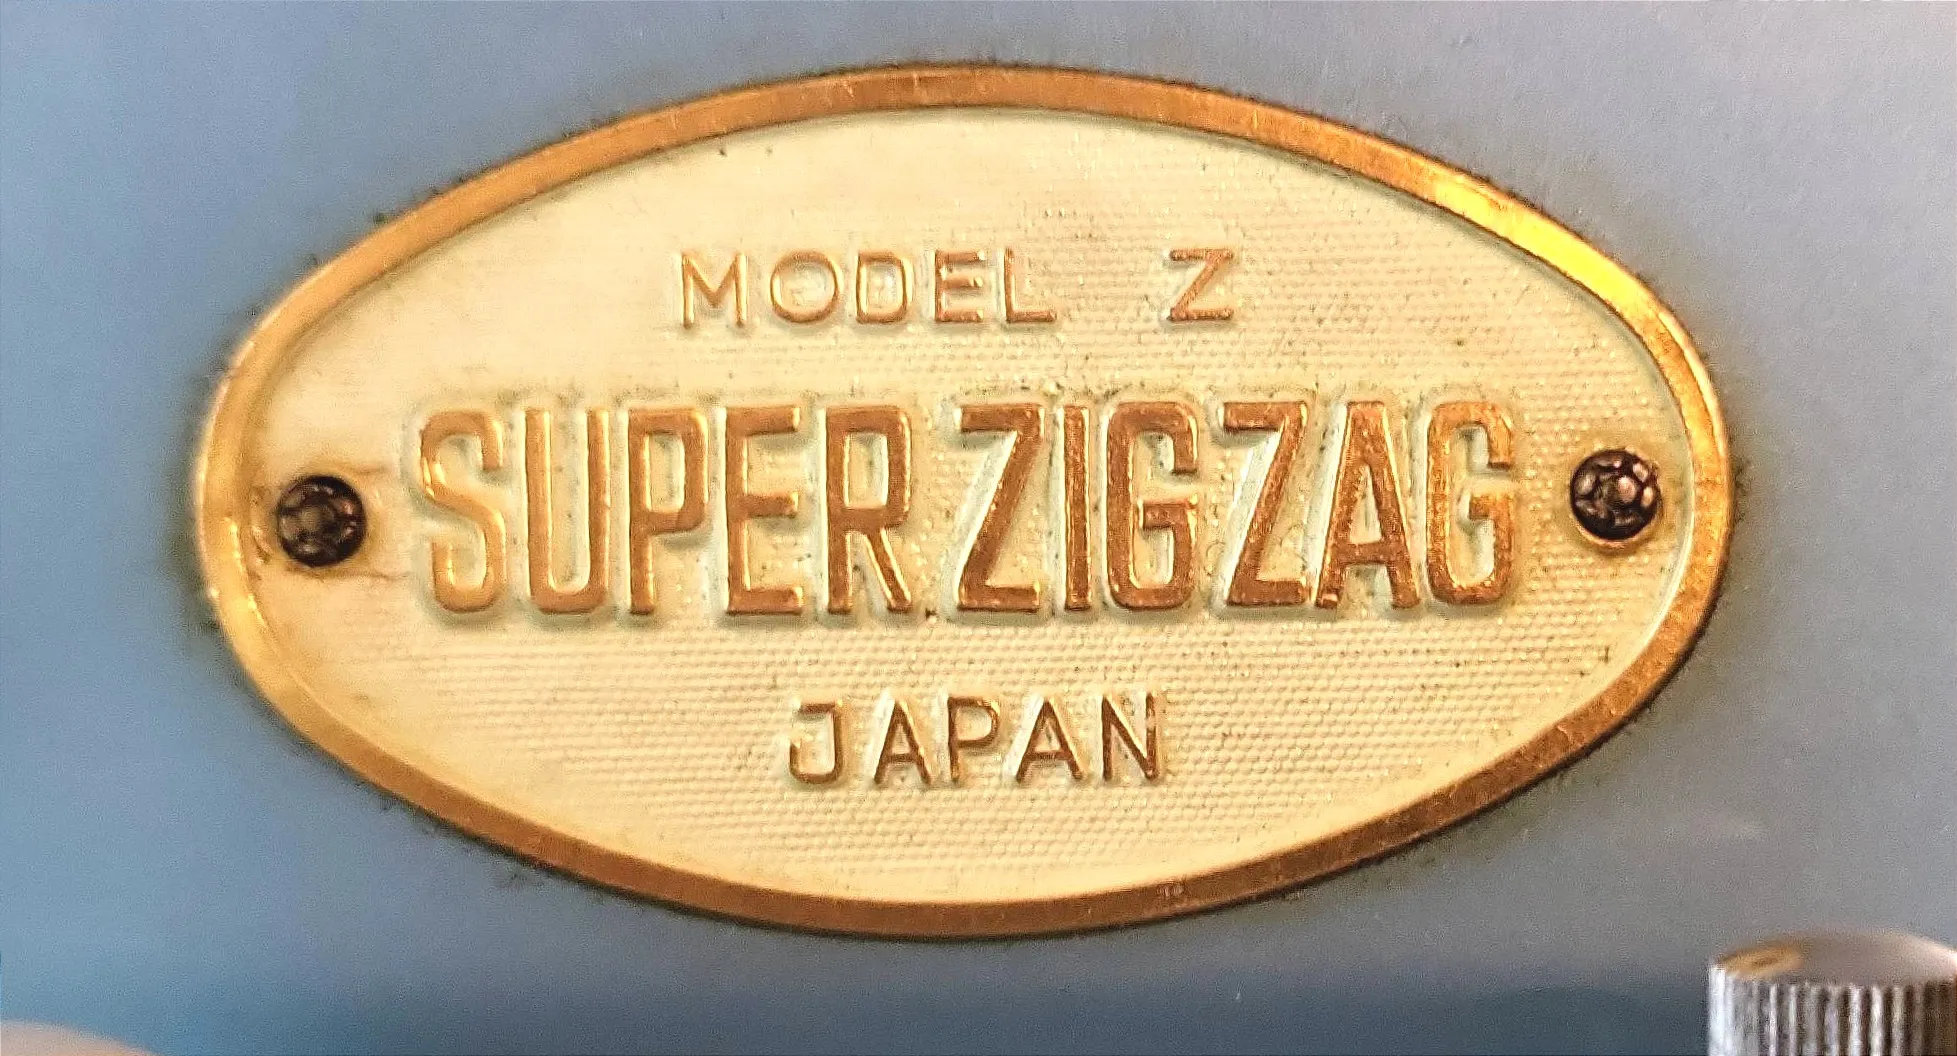 MODEL Z
SUPER ZIGZAG
JAPAN